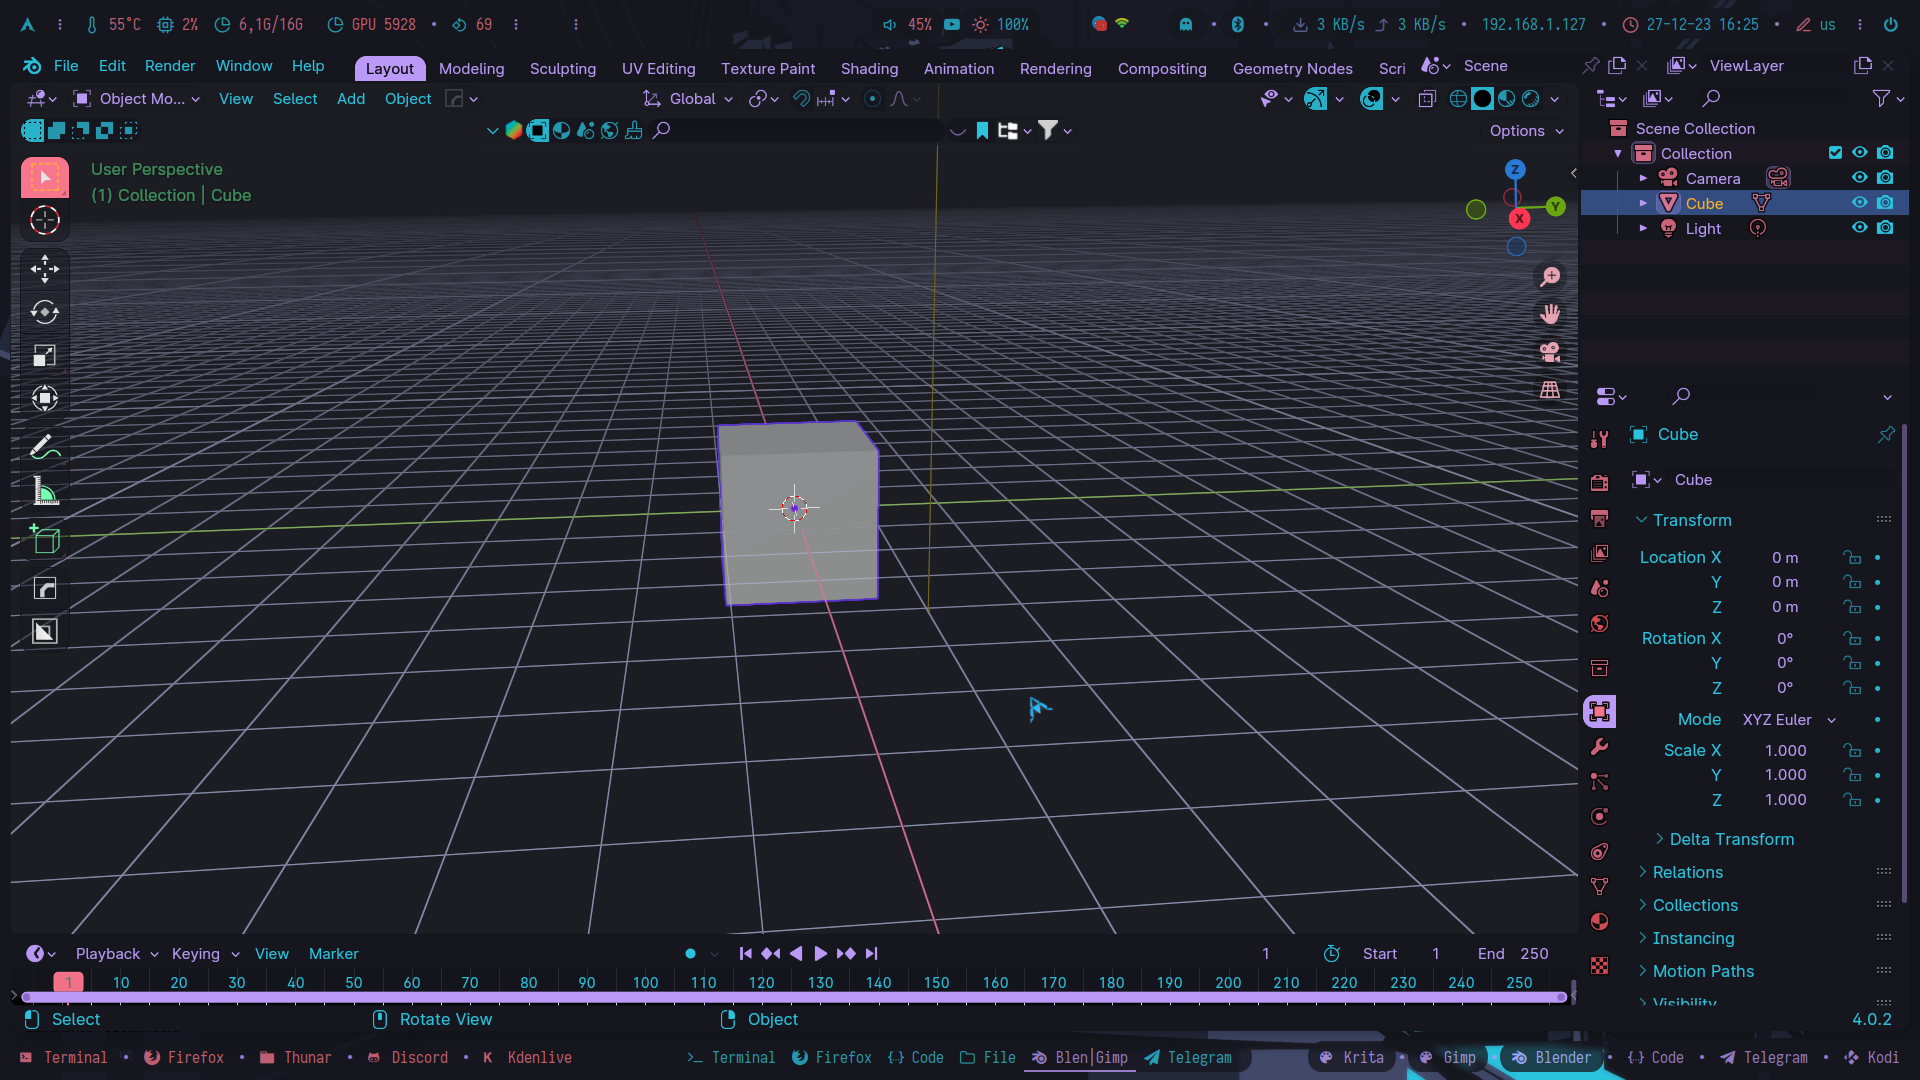 55°C 2% 6,1G/16G GPU 5928 69 45% 100% 3 KB/s 3 KB/s 192.168.1.127 27-12-23 16:25 us
File Edit Render Window Help Layout Modeling Sculpting UV Editing Texture Paint Shading Animation Rendering Compositing Geometry Nodes Scri Scene ViewLayer
Object Mo... View Select Add Object Global
Options
User Perspective
(1) Collection | Cube
Z
Y
X
Scene Collection
Collection
Camera
Cube
Light
Cube
Cube
Transform
Location X 0 m
Y 0 m
Z 0 m
Rotation X 0°
Y 0°
Z 0°
Mode XYZ Euler
Scale X 1.000
Y 1.000
Z 1.000
Delta Transform
Relations
Collections
Instancing
Motion Paths
Visibility
Playback Keying View Marker 1 Start 1 End 250
1 10 20 30 40 50 60 70 80 90 100 110 120 130 140 150 160 170 180 190 200 210 220 230 240 250
Select Rotate View Object 4.0.2
Terminal Firefox Thunar Discord Kdenlive Terminal Firefox Code File Blen|Gimp Telegram Krita Gimp Blender Code Telegram Kodi